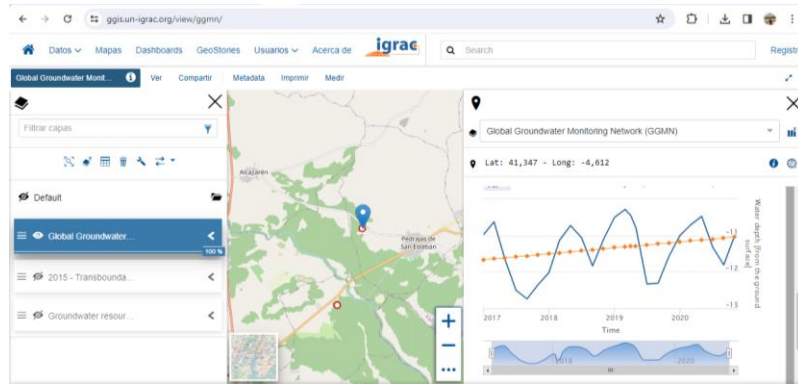 ggis.un-igrac.org/view/ggmn/
Datos Mapas Dashboards GeoStories Usuarios Acerca de igrac Search Registr
Global Groundwater Monit... Ver Compartir Metadata Imprimir Medir
Filtrar capas
Default
Global Groundwater...
100 %
2015 - Transbounda...
Groundwater resour...
Alcazarén
Pedrajas de
San Esteban
Global Groundwater Monitoring Network (GGMN)
Lat: 41,347 - Long: -4,612
-11
-12
-13
Water depth [From the ground
surface]
2017 2018 2019 2020
Time
2018 2020